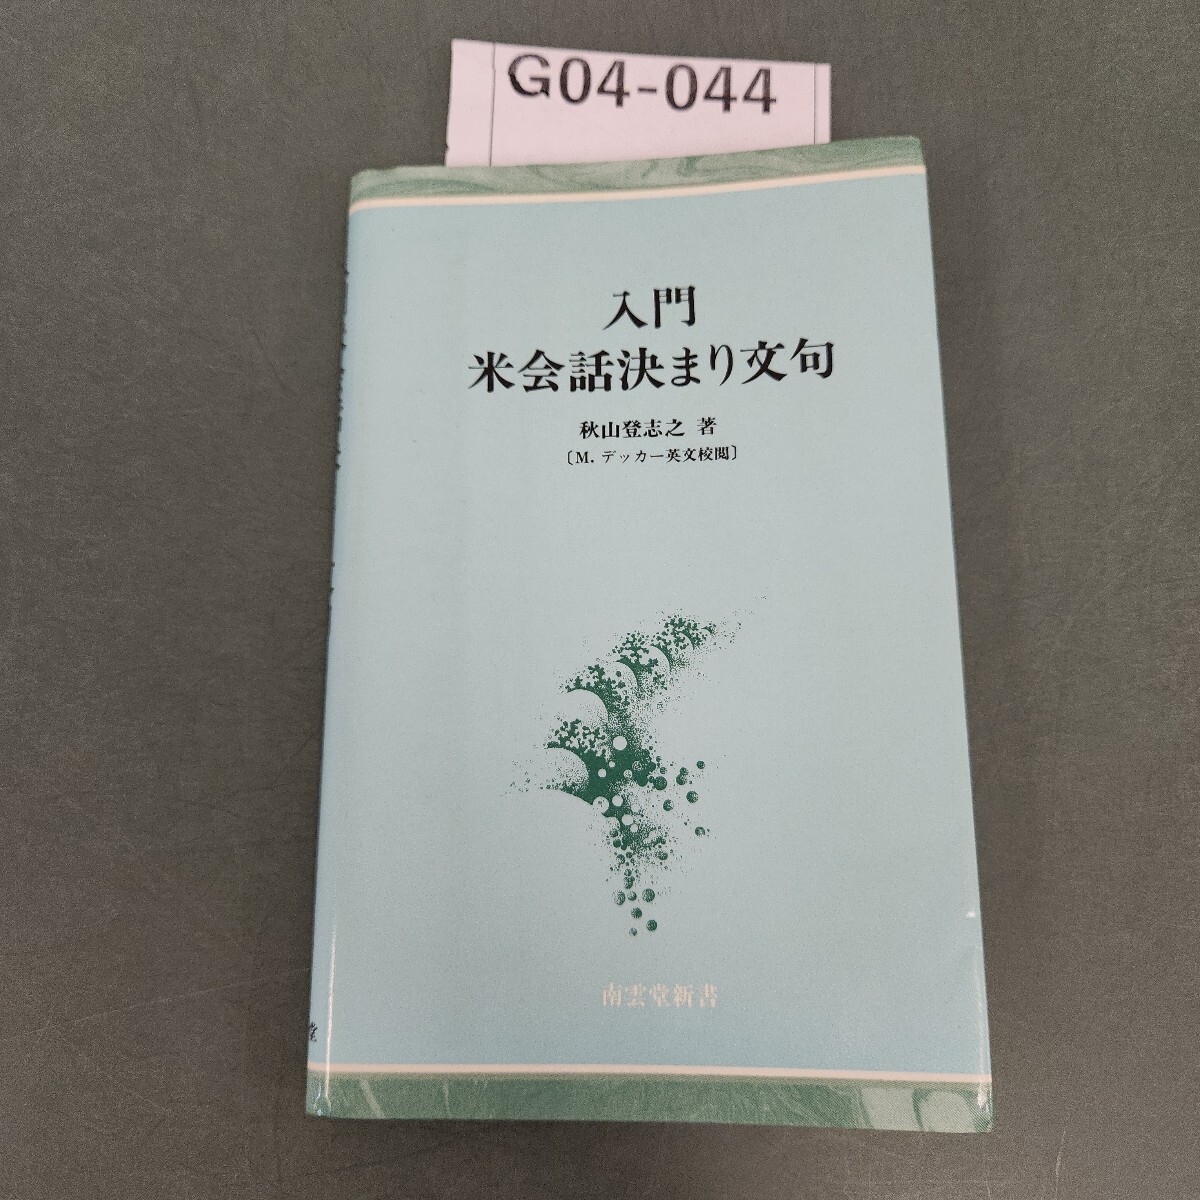 G04-044
入門
米会話決まり文句
秋山登志之 著
〔M. デッカー英文校閲〕
南雲堂新書
堂